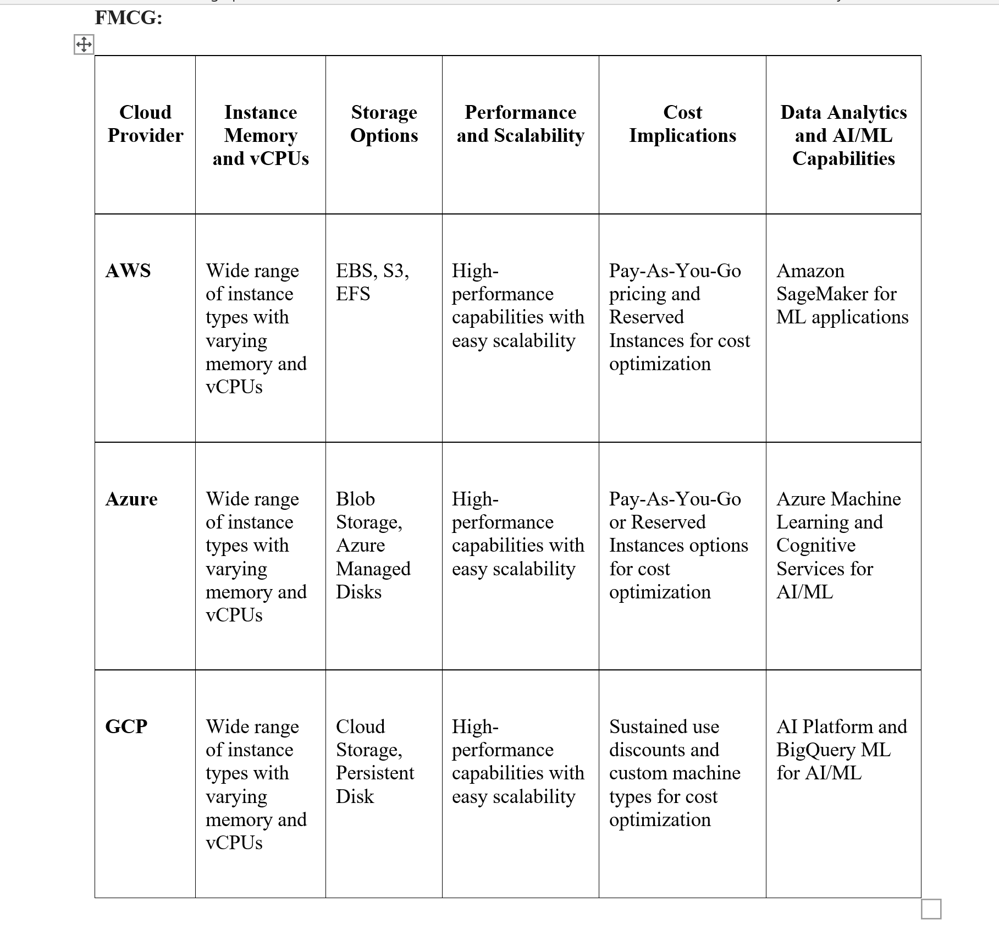 FMCG:
Cloud
Provider
Instance
Memory
and vCPUs
Storage
Options
Performance
and Scalability
Cost
Implications
Data Analytics
and AI/ML
Capabilities
AWS
Wide range
of instance
types with
varying
memory and
vCPUs
EBS, S3,
EFS
High-
performance
capabilities with
easy scalability
Pay-As-You-Go
pricing and
Reserved
Instances for cost
optimization
Amazon
SageMaker for
ML applications
Azure
Wide range
of instance
types with
varying
memory and
vCPUs
Blob
Storage,
Azure
Managed
Disks
High-
performance
capabilities with
easy scalability
Pay-As-You-Go
or Reserved
Instances options
for cost
optimization
Azure Machine
Learning and
Cognitive
Services for
AI/ML
GCP
Wide range
of instance
types with
varying
memory and
vCPUs
Cloud
Storage,
Persistent
Disk
High-
performance
capabilities with
easy scalability
Sustained use
discounts and
custom machine
types for cost
optimization
AI Platform and
BigQuery ML
for AI/ML